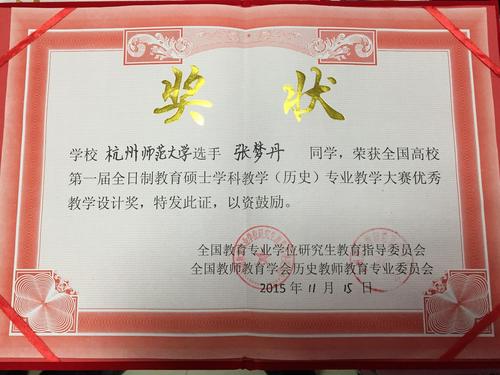 奖状
学校 杭州师范大学选手 张梦丹 同学，荣获全国高校
第一届全日制教育硕士学科教学（历史）专业教学大赛优秀
教学设计奖，特发此证，以资鼓励。
全国教育专业学位研究生教育指导委员会
全国教师教育学会历史教师教育专业委员会
2015年11月15日